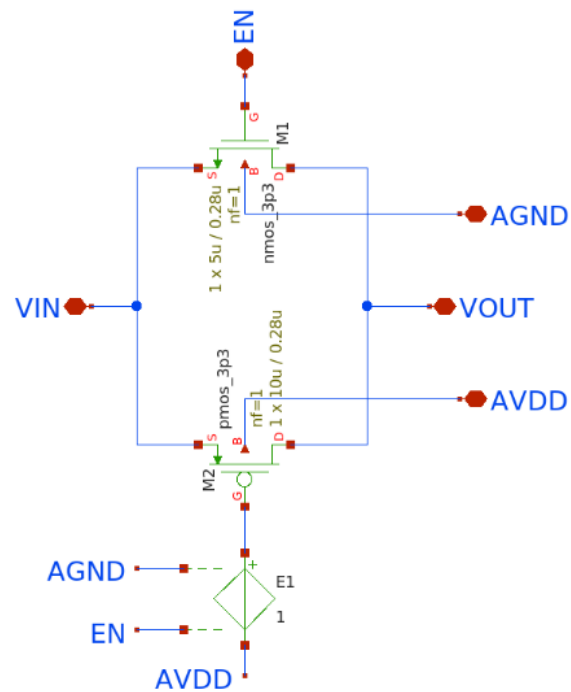 EN
G
M1
S
B
D
1 x 5u / 0.28u
nf=1
nmos_3p3
AGND
VIN
VOUT
pmos_3p3
nf=1
1 x 10u / 0.28u
AVDD
S
B
D
M2
G
AGND
+
E1
1
EN
AVDD